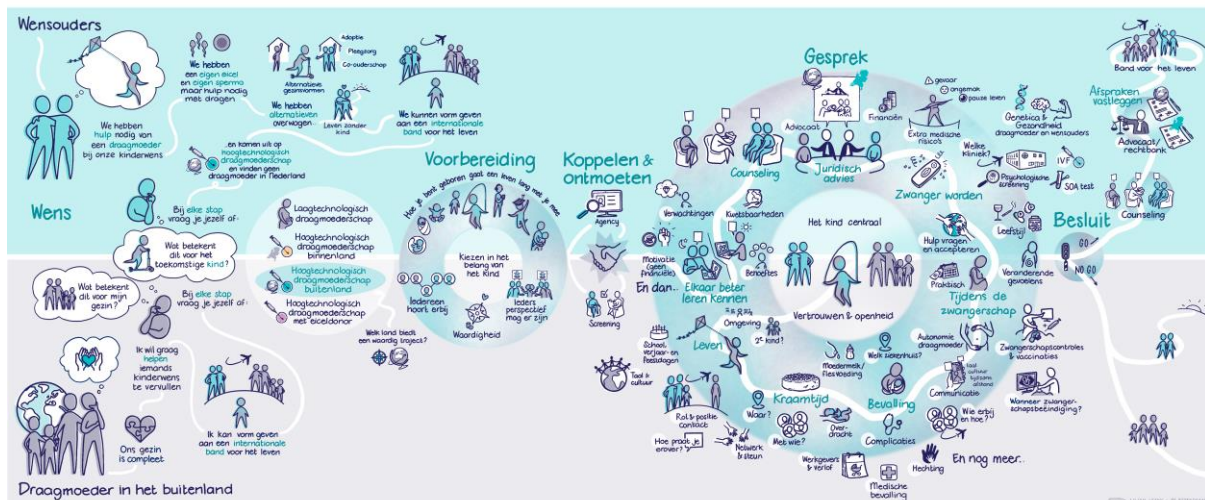 Wensouders
We hebben
hulp nodig van
een draagmoeder
bij onze kinderwens
We hebben
een eigen eicel
en eigen sperma
maar hulp nodig
met dragen
Adoptie
Pleegzorg
Co-ouderschap
Alternatieve
gezinsvormen
We hebben
alternatieven
overwogen...
Leven zonder
kind
We kunnen vorm geven
aan een internationale
band voor het leven
...en komen uit op
hoogtechnologisch
draagmoederschap
en vinden geen
draagmoeder in Nederland
Wens
Bij elke stap
vraag je jezelf af:
Wat betekent
dit voor het
toekomstige kind?
Wat betekent
dit voor mijn
gezin?
Bij elke stap
vraag je jezelf af:
Ik wil graag
helpen
iemands
kinderwens
te vervullen
Ons gezin
is compleet
Ik kan vorm geven
aan een internationale
band voor het leven
Draagmoeder in het buitenland
Laagtechnologisch
draagmoederschap
Hoogtechnologisch
draagmoederschap
binnenland
Hoogtechnologisch
draagmoederschap
buitenland
Hoogtechnologisch
draagmoederschap
met eiceldonor
Welk land biedt
een waardig traject?
Voorbereiding
Hoe je bent geboren gaat een leven lang met je mee
Kiezen in het
belang van
het kind
Iedereen
hoort erbij
Waardigheid
Ieders
perspectief
mag er zijn
Koppelen &
ontmoeten
Agency
Screening
Gesprek
Counseling
Advocaat
Juridisch
advies
Financiën
gevaar
ongemak
pauze leven
Extra medische
risico's
Genetica &
Gezondheid
draagmoeder en wensouders
Zwanger worden
Welke
kliniek?
Psychologische
screening
IVF
SOA test
Leefstijl
Verwachtingen
Kwetsbaarheden
Motivatie
(geen
financiële)
Behoeftes
En dan...
Elkaar beter
leren kennen
Het kind centraal
Vertrouwen & openheid
Hulp vragen
en accepteren
Praktisch
Veranderende
gevoelens
Tijdens de
zwangerschap
Autonomie
draagmoeder
Zwangerschapscontroles
& vaccinaties
Communicatie
taal
cultuur
tijdzone
afstand
Wanneer zwanger-
schapsbeëindiging?
Omgeving
2e kind?
Leven
School,
verjaar- en
feestdagen
Taal &
cultuur
Rol & positie
contact
Hoe praat je
erover?
Netwerk
& steun
Waar?
Met wie?
Kraamtijd
Moedermelk/
flesvoeding
Welk ziekenhuis?
Bevalling
Over-
dracht
Complicaties
Wie erbij
en hoe?
Werkgevers
& verlof
Medische
bevalling
Hechting
En nog meer...
Besluit
GO
NO GO
Counseling
Afspraken
vastleggen
Advocaat/
rechtbank
Band voor het leven